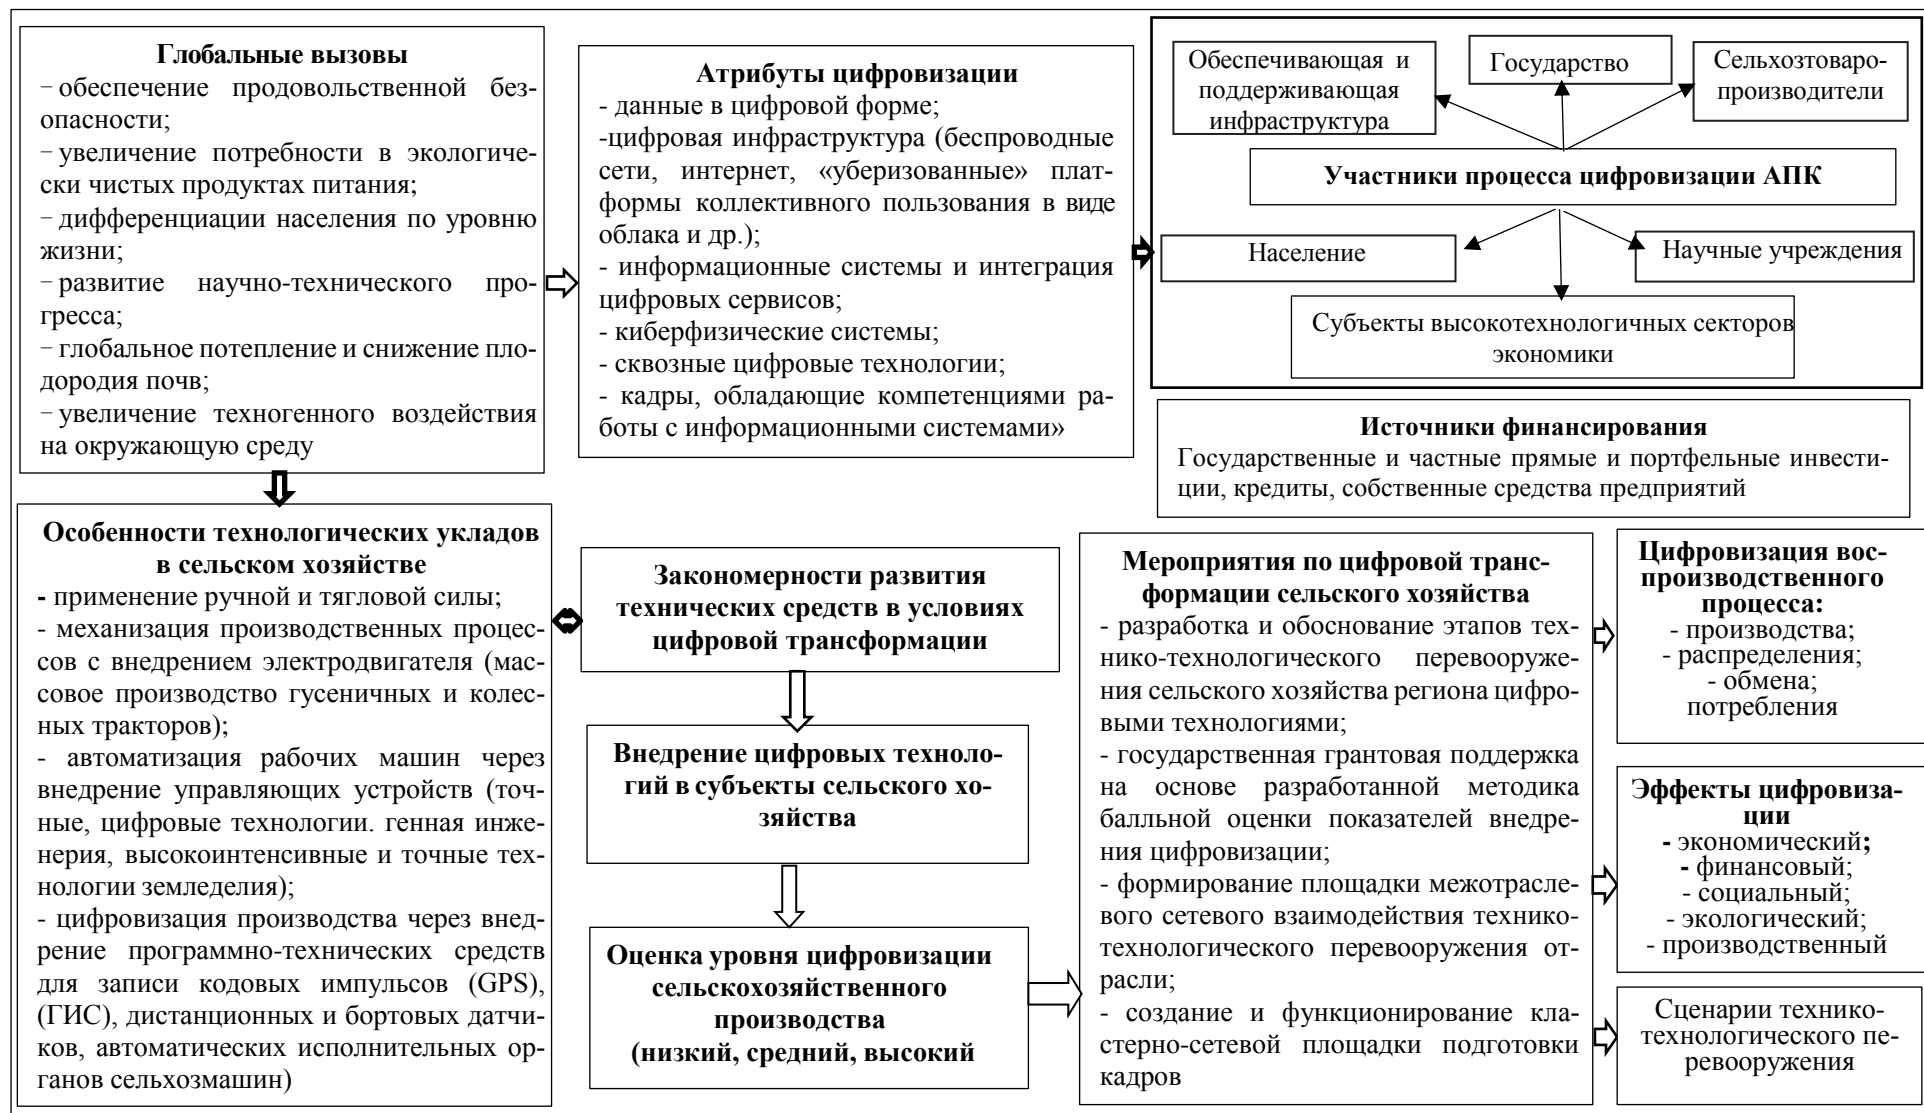 Глобальные вызовы
− обеспечение продовольственной без-
опасности;
− увеличение потребности в экологиче-
ски чистых продуктах питания;
− дифференциации населения по уровню
жизни;
− развитие научно-технического про-
гресса;
− глобальное потепление и снижение пло-
дородия почв;
− увеличение техногенного воздействия
на окружающую среду
Атрибуты цифровизации
- данные в цифровой форме;
-цифровая инфраструктура (беспроводные
сети, интернет, «уберизованные» плат-
формы коллективного пользования в виде
облака и др.);
- информационные системы и интеграция
цифровых сервисов;
- киберфизические системы;
- сквозные цифровые технологии;
- кадры, обладающие компетенциями ра-
боты с информационными системами»
Обеспечивающая и
поддерживающая
инфраструктура
Государство
Сельхозтоваро-
производители
Участники процесса цифровизации АПК
Население
Научные учреждения
Субъекты высокотехнологичных секторов
экономики
Источники финансирования
Государственные и частные прямые и портфельные инвести-
ции, кредиты, собственные средства предприятий
Особенности технологических укладов
в сельском хозяйстве
- применение ручной и тягловой силы;
- механизация производственных процес-
сов с внедрением электродвигателя (мас-
совое производство гусеничных и колес-
ных тракторов);
- автоматизация рабочих машин через
внедрение управляющих устройств (точ-
ные, цифровые технологии. генная инже-
нерия, высокоинтенсивные и точные тех-
нологии земледелия);
- цифровизация производства через внед-
рение программно-технических средств
для записи кодовых импульсов (GPS),
(ГИС), дистанционных и бортовых датчи-
ков, автоматических исполнительных ор-
ганов сельхозмашин)
Закономерности развития
технических средств в условиях
цифровой трансформации
Внедрение цифровых техноло-
гий в субъекты сельского хо-
зяйства
Оценка уровня цифровизации
сельскохозяйственного
производства
(низкий, средний, высокий
Мероприятия по цифровой транс-
формации сельского хозяйства
- разработка и обоснование этапов тех-
нико-технологического перевооруже-
ния сельского хозяйства региона цифро-
выми технологиями;
- государственная грантовая поддержка
на основе разработанной методика
балльной оценки показателей внедре-
ния цифровизации;
- формирование площадки межотрасле-
вого сетевого взаимодействия технико-
технологического перевооружения от-
расли;
- создание и функционирование кла-
стерно-сетевой площадки подготовки
кадров
Цифровизация вос-
производственного
процесса:
- производства;
- распределения;
- обмена;
потребления
Эффекты цифровиза-
ции
- экономический;
- финансовый;
- социальный;
- экологический;
- производственный
Сценарии технико-
технологического пе-
ревооружения